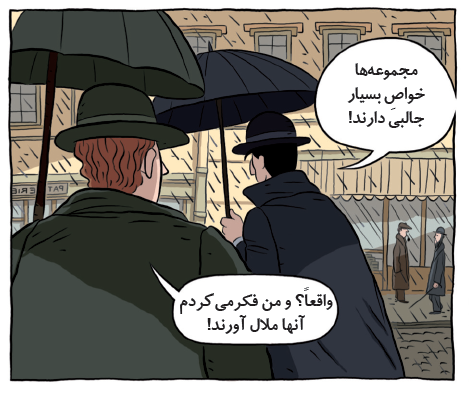 مجموعه‌ها
خواص بسیار
جالبی دارند!
واقعاً؟ و من فکرمی‌کردم
آنها ملال آورند!